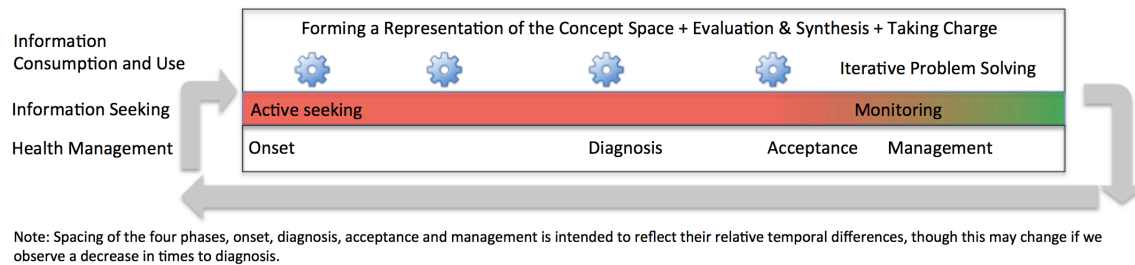 Forming a Representation of the Concept Space + Evaluation & Synthesis + Taking Charge
Information
Consumption and Use
Iterative Problem Solving
Information Seeking
Active seeking
Monitoring
Health Management
Onset
Diagnosis
Acceptance
Management
Note: Spacing of the four phases, onset, diagnosis, acceptance and management is intended to reflect their relative temporal differences, though this may change if we
observe a decrease in times to diagnosis.